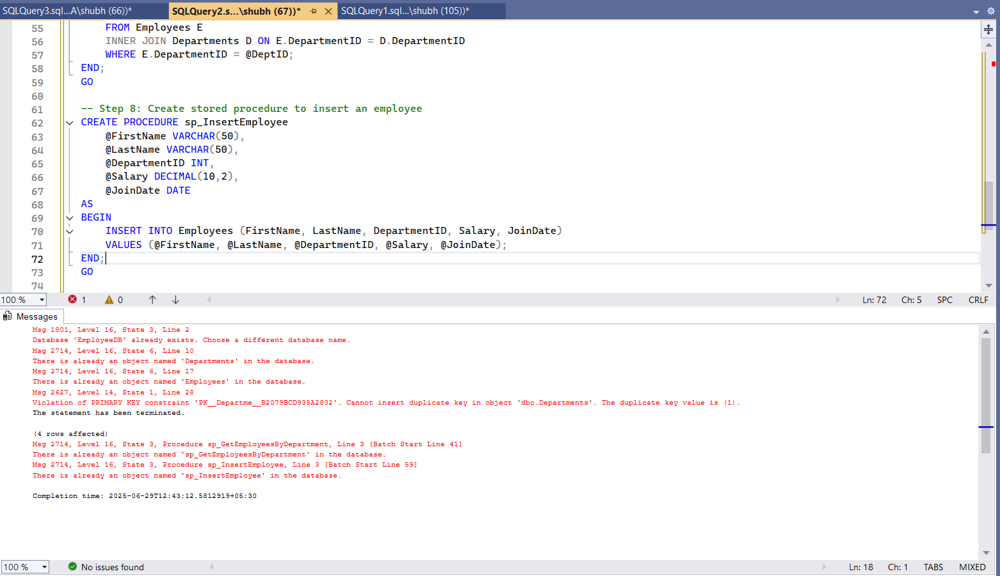 SQLQuery3.sql...A\shubh (66))*
SQLQuery2.s...\shubh (67))*
SQLQuery1.sql...\shubh (105))*
55 FROM Employees E
56 INNER JOIN Departments D ON E.DepartmentID = D.DepartmentID
57 WHERE E.DepartmentID = @DeptID;
58 END;
59 GO
60
61 -- Step 8: Create stored procedure to insert an employee
62 CREATE PROCEDURE sp_InsertEmployee
63 @FirstName VARCHAR(50),
64 @LastName VARCHAR(50),
65 @DepartmentID INT,
66 @Salary DECIMAL(10,2),
67 @JoinDate DATE
68 AS
69 BEGIN
70 INSERT INTO Employees (FirstName, LastName, DepartmentID, Salary, JoinDate)
71 VALUES (@FirstName, @LastName, @DepartmentID, @Salary, @JoinDate);
72 END;
73 GO
74
100 % 1 0 Ln: 72 Ch: 5 SPC CRLF
Messages
Msg 1801, Level 16, State 3, Line 2
Database 'EmployeeDB' already exists. Choose a different database name.
Msg 2714, Level 16, State 6, Line 10
There is already an object named 'Departments' in the database.
Msg 2714, Level 16, State 6, Line 17
There is already an object named 'Employees' in the database.
Msg 2627, Level 14, State 1, Line 28
Violation of PRIMARY KEY constraint 'PK__Departme__B2079BCD935A2802'. Cannot insert duplicate key in object 'dbo.Departments'. The duplicate key value is (1).
The statement has been terminated.
(4 rows affected)
Msg 2714, Level 16, State 3, Procedure sp_GetEmployeesByDepartment, Line 3 [Batch Start Line 41]
There is already an object named 'sp_GetEmployeesByDepartment' in the database.
Msg 2714, Level 16, State 3, Procedure sp_InsertEmployee, Line 3 [Batch Start Line 59]
There is already an object named 'sp_InsertEmployee' in the database.
Completion time: 2025-06-29T12:43:12.5812919+05:30
100 % No issues found Ln: 18 Ch: 1 TABS MIXED